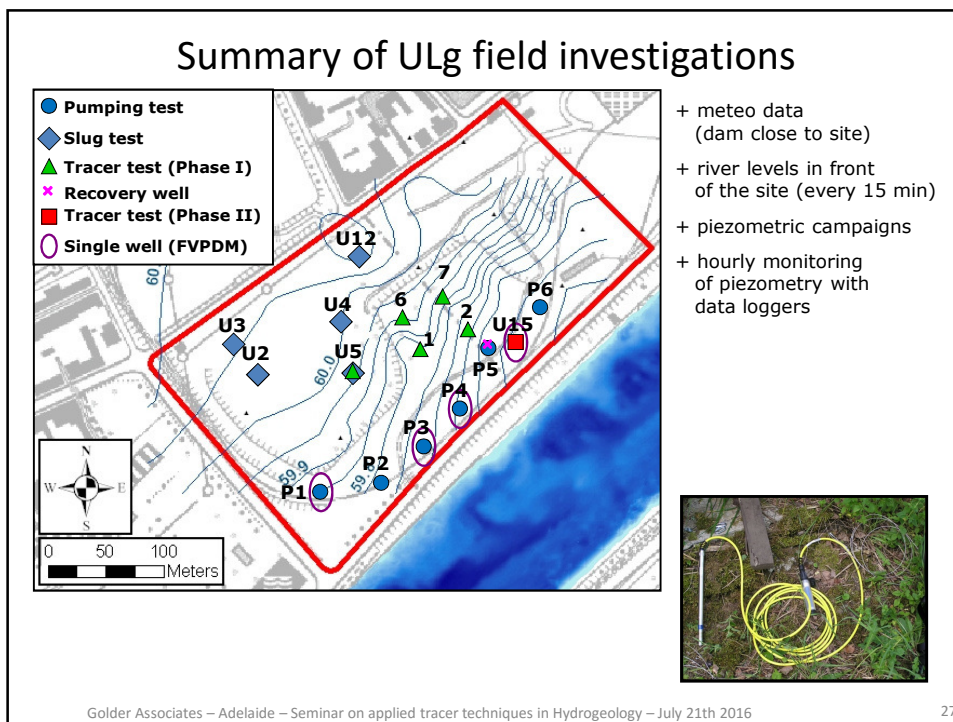 Summary of ULg field investigations
Pumping test
Slug test
Tracer test (Phase I)
Recovery well
Tracer test (Phase II)
Single well (FVPDM)
+ meteo data
(dam close to site)
+ river levels in front
of the site (every 15 min)
+ piezometric campaigns
+ hourly monitoring
of piezometry with
data loggers
60.
U12
7
P6
6
U4
2
U15
U3
1
P5
U2
60.0
U5
P4
P3
59.9
59.8
P2
P1
N
W E
S
0 50 100
Meters
Golder Associates – Adelaide – Seminar on applied tracer techniques in Hydrogeology – July 21th 2016
27